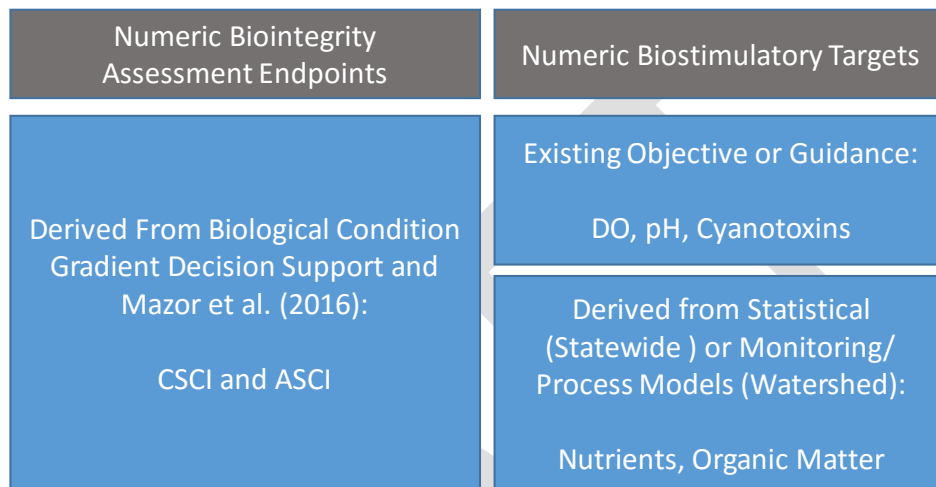 Numeric Biointegrity
Assessment Endpoints
Numeric Biostimulatory Targets
Derived From Biological Condition
Gradient Decision Support and
Mazor et al. (2016):
CSCI and ASCI
Existing Objective or Guidance:
DO, pH, Cyanotoxins
Derived from Statistical
(Statewide ) or Monitoring/
Process Models (Watershed):
Nutrients, Organic Matter